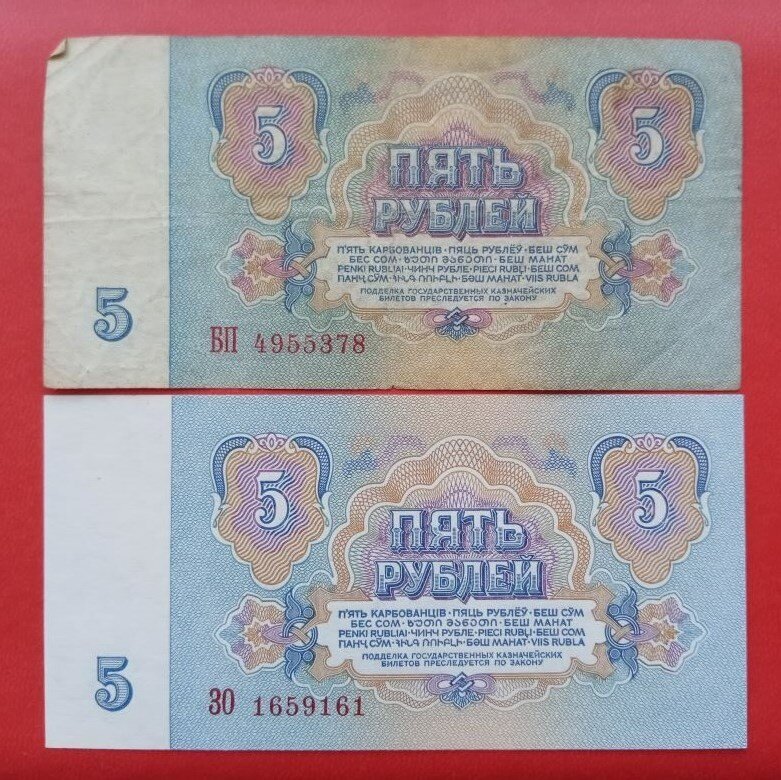 5 5
ПЯТЬ
РУБЛЕЙ
П'ЯТЬ КАРБОВАНЦІВ · ПЯЦЬ РУБЛЁЎ · БЕШ СЎМ
БЕС СОМ · ᲮᲣᲗᲘ ᲛᲐᲜᲔᲗᲘ · БЕШ МАНАТ
PENKI RUBLIAI · ЧИНЧ РУБЛЕ · PIECI RUBĻI · БЕШ СОМ
ПАНҶ СӮМ · ՀԻՆԳ ՌՈՒԲԼԻ · БӘШ МАНАТ · VIIS RUBLA
ПОДДЕЛКА ГОСУДАРСТВЕННЫХ КАЗНАЧЕЙСКИХ
БИЛЕТОВ ПРЕСЛЕДУЕТСЯ ПО ЗАКОНУ
5
БП 4955378
5 5
ПЯТЬ
РУБЛЕЙ
П'ЯТЬ КАРБОВАНЦІВ · ПЯЦЬ РУБЛЁЎ · БЕШ СЎМ
БЕС СОМ · ᲮᲣᲗᲘ ᲛᲐᲜᲔᲗᲘ · БЕШ МАНАТ
PENKI RUBLIAI · ЧИНЧ РУБЛЕ · PIECI RUBĻI · БЕШ СОМ
ПАНҶ СӮМ · ՀԻՆԳ ՌՈՒԲԼԻ · БӘШ МАНАТ · VIIS RUBLA
ПОДДЕЛКА ГОСУДАРСТВЕННЫХ КАЗНАЧЕЙСКИХ
БИЛЕТОВ ПРЕСЛЕДУЕТСЯ ПО ЗАКОНУ
5
ЗО 1659161